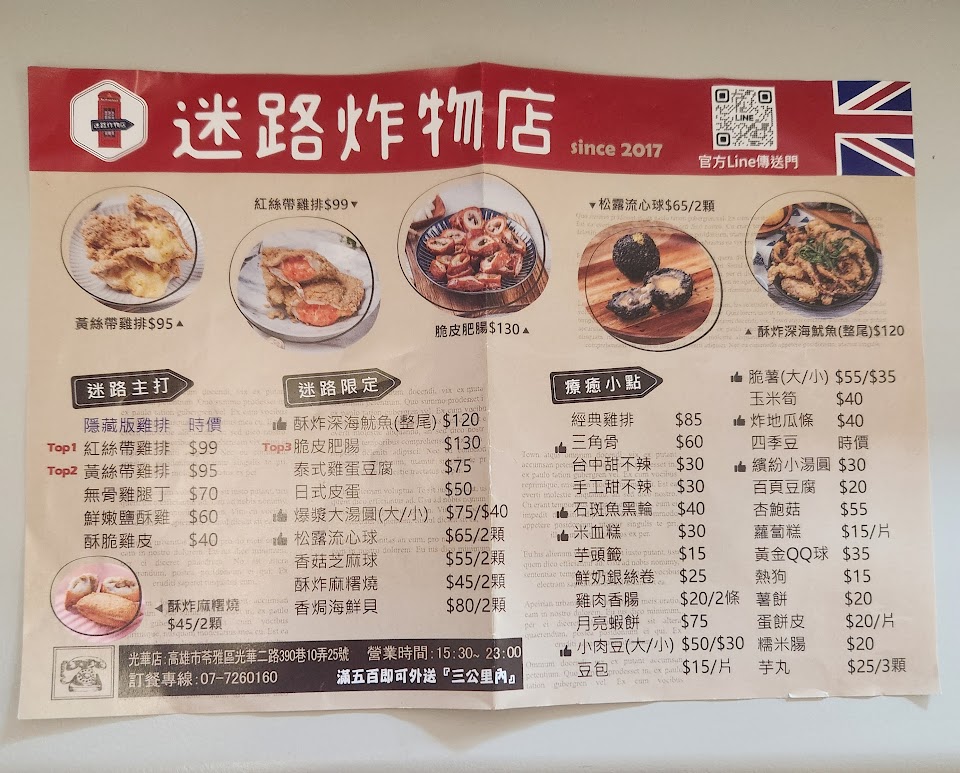 迷路炸物店
迷路炸物店 since 2017
LINE
官方Line傳送門
黃絲帶雞排$95▲
紅絲帶雞排$99▼
脆皮肥腸$130▲
▼松露流心球$65/2顆
▲酥炸深海魷魚(整尾)$120
迷路主打
隱藏版雞排 時價
Top1 紅絲帶雞排 $99
Top2 黃絲帶雞排 $95
無骨雞腿丁 $70
鮮嫩鹽酥雞 $60
酥脆雞皮 $40
◀酥炸麻糬燒
$45/2顆
迷路限定
酥炸深海魷魚(整尾) $120
Top3 脆皮肥腸 $130
泰式雞蛋豆腐 $75
日式皮蛋 $50
爆漿大湯圓(大/小) $75/$40
松露流心球 $65/2顆
香菇芝麻球 $55/2顆
酥炸麻糬燒 $45/2顆
香焗海鮮貝 $80/2顆
療癒小點
經典雞排 $85
三角骨 $60
台中甜不辣 $30
手工甜不辣 $30
石斑魚黑輪 $40
米血糕 $30
芋頭籤 $15
鮮奶銀絲卷 $25
雞肉香腸 $20/2條
月亮蝦餅 $75
小肉豆(大/小) $50/$30
豆包 $15/片
脆薯(大/小) $55/$35
玉米筍 $40
炸地瓜條 $40
四季豆 時價
繽紛小湯圓 $30
百頁豆腐 $20
杏鮑菇 $55
蘿蔔糕 $15/片
黃金QQ球 $35
熱狗 $15
薯餅 $20
蛋餅皮 $20/片
糯米腸 $20
芋丸 $25/3顆
光華店:高雄市苓雅區光華二路390巷10弄25號 營業時間:15:30~23:00
訂餐專線:07-7260160 滿五百即可外送『三公里內』